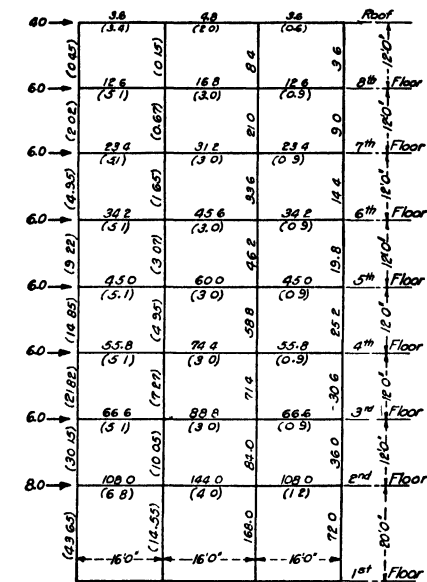 3.6 4.8 3.6 Roof
4.0 (3.4) (2.0) (0.6)
(0.45) (0.15) 8.4 3.6 12'0"
12.6 16.8 12.6 8th Floor
6.0 (5.1) (3.0) (0.9)
(2.02) (0.67) 21.0 9.0 12'0"
23.4 31.2 23.4 7th Floor
6.0 (5.1) (3.0) (0.9)
(4.95) (1.65) 33.6 14.4 12'0"
34.2 45.6 34.2 6th Floor
6.0 (5.1) (3.0) (0.9)
(9.22) (3.07) 46.2 19.8 12'0"
45.0 60.0 45.0 5th Floor
6.0 (5.1) (3.0) (0.9)
(14.85) (4.95) 58.8 25.2 12'0"
55.8 74.4 55.8 4th Floor
6.0 (5.1) (3.0) (0.9)
(21.82) (7.27) 71.4 30.6 12'0"
66.6 88.8 66.6 3rd Floor
6.0 (5.1) (3.0) (0.9)
(30.15) (10.05) 84.0 36.0 12'0"
108.0 144.0 108.0 2nd Floor
8.0 (6.8) (4.0) (1.2)
(43.65) (14.55) 168.0 72.0 20'0"
16'0" 16'0" 16'0"
1st Floor